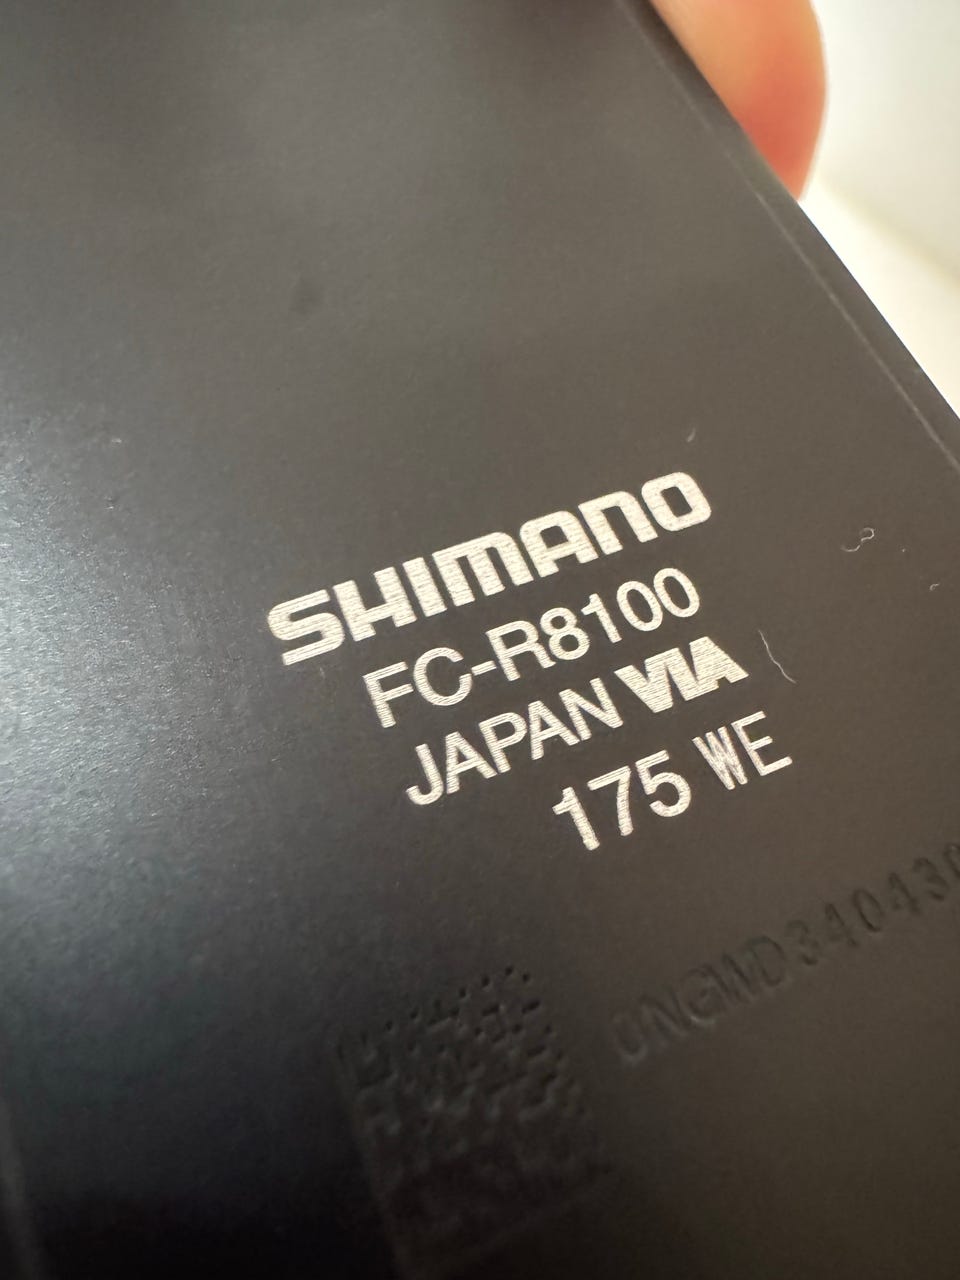 SHIMANO
FC-R8100
JAPAN VIA
175 WE